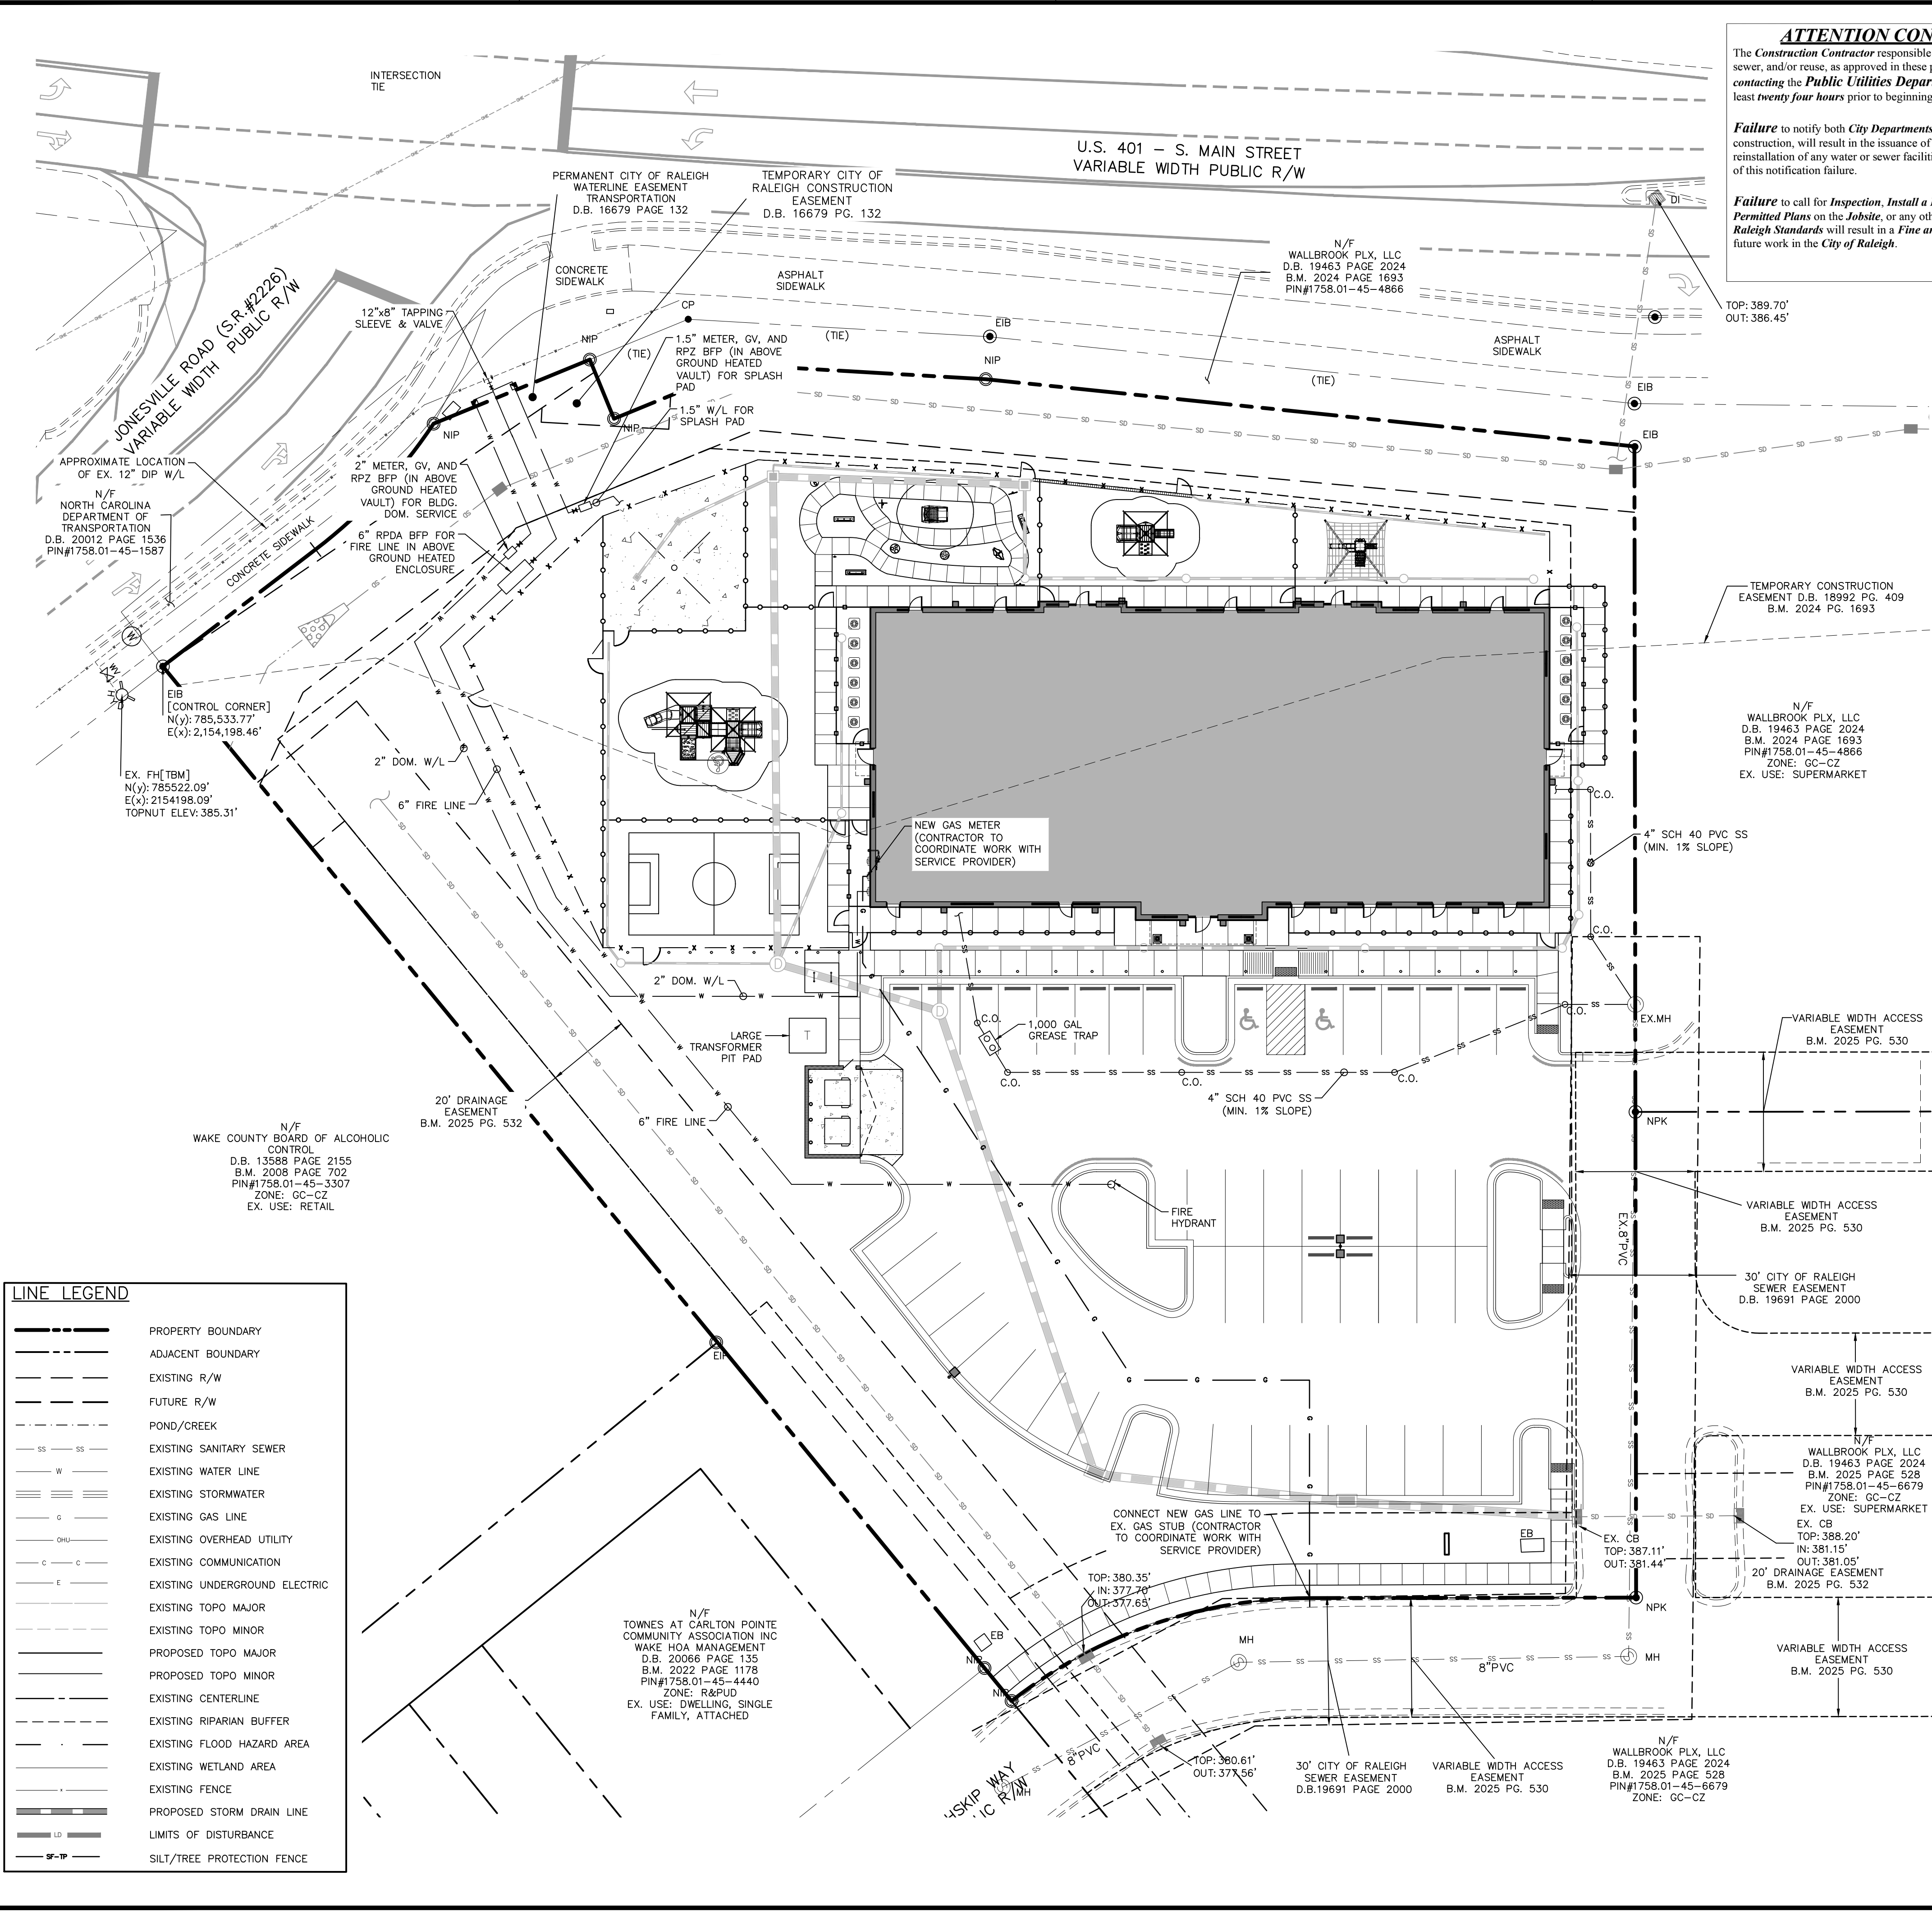 ATTENTION CON
The Construction Contractor responsible
sewer, and/or reuse, as approved in these
contacting the Public Utilities Depar
least twenty four hours prior to beginning
Failure to notify both City Departments
construction, will result in the issuance of
reinstallation of any water or sewer faciliti
of this notification failure.
Failure to call for Inspection, Install a
Permitted Plans on the Jobsite, or any oth
Raleigh Standards will result in a Fine an
future work in the City of Raleigh.
INTERSECTION
TIE
U.S. 401 – S. MAIN STREET
VARIABLE WIDTH PUBLIC R/W
PERMANENT CITY OF RALEIGH
WATERLINE EASEMENT
TRANSPORTATION
D.B. 16679 PAGE 132
TEMPORARY CITY OF
RALEIGH CONSTRUCTION
EASEMENT
D.B. 16679 PG. 132
DI
N/F
WALLBROOK PLX, LLC
D.B. 19463 PAGE 2024
B.M. 2024 PAGE 1693
PIN#1758.01-45-4866
CONCRETE
SIDEWALK
ASPHALT
SIDEWALK
TOP: 389.70'
OUT: 386.45'
JONESVILLE ROAD (S.R.#2226)
VARIABLE WIDTH PUBLIC R/W
12"x8" TAPPING
SLEEVE & VALVE
CP
NIP
(TIE)
(TIE)
EIB
NIP
(TIE)
ASPHALT
SIDEWALK
EIB
EIB
1.5" METER, GV, AND
RPZ BFP (IN ABOVE
GROUND HEATED
VAULT) FOR SPLASH
PAD
1.5" W/L FOR
SPLASH PAD
NIP
NIP
APPROXIMATE LOCATION
OF EX. 12" DIP W/L
N/F
NORTH CAROLINA
DEPARTMENT OF
TRANSPORTATION
D.B. 20012 PAGE 1536
PIN#1758.01-45-1587
CONCRETE SIDEWALK
2" METER, GV, AND
RPZ BFP (IN ABOVE
GROUND HEATED
VAULT) FOR BLDG.
DOM. SERVICE
6" RPDA BFP FOR
FIRE LINE IN ABOVE
GROUND HEATED
ENCLOSURE
TEMPORARY CONSTRUCTION
EASEMENT D.B. 18992 PG. 409
B.M. 2024 PG. 1693
W
WV
HY
EIB
[CONTROL CORNER]
N(y): 785,533.77'
E(x): 2,154,198.46'
EX. FH[TBM]
N(y): 785522.09'
E(x): 2154198.09'
TOPNUT ELEV: 385.31'
2" DOM. W/L
6" FIRE LINE
N/F
WALLBROOK PLX, LLC
D.B. 19463 PAGE 2024
B.M. 2024 PAGE 1693
PIN#1758.01-45-4866
ZONE: GC-CZ
EX. USE: SUPERMARKET
C.O.
4" SCH 40 PVC SS
(MIN. 1% SLOPE)
NEW GAS METER
(CONTRACTOR TO
COORDINATE WORK WITH
SERVICE PROVIDER)
C.O.
D
2" DOM. W/L
D
C.O.
1,000 GAL
GREASE TRAP
LARGE
TRANSFORMER
PIT PAD
T
C.O.
EX.MH
VARIABLE WIDTH ACCESS
EASEMENT
B.M. 2025 PG. 530
C.O.
C.O.
C.O.
4" SCH 40 PVC SS
(MIN. 1% SLOPE)
20' DRAINAGE
EASEMENT
B.M. 2025 PG. 532
6" FIRE LINE
NPK
N/F
WAKE COUNTY BOARD OF ALCOHOLIC
CONTROL
D.B. 13588 PAGE 2155
B.M. 2008 PAGE 702
PIN#1758.01-45-3307
ZONE: GC-CZ
EX. USE: RETAIL
FIRE
HYDRANT
EX.8"PVC
VARIABLE WIDTH ACCESS
EASEMENT
B.M. 2025 PG. 530
30' CITY OF RALEIGH
SEWER EASEMENT
D.B. 19691 PAGE 2000
VARIABLE WIDTH ACCESS
EASEMENT
B.M. 2025 PG. 530
EIP
LINE LEGEND
PROPERTY BOUNDARY
ADJACENT BOUNDARY
EXISTING R/W
FUTURE R/W
POND/CREEK
SS SS EXISTING SANITARY SEWER
W EXISTING WATER LINE
EXISTING STORMWATER
G EXISTING GAS LINE
OHU EXISTING OVERHEAD UTILITY
C C EXISTING COMMUNICATION
E EXISTING UNDERGROUND ELECTRIC
EXISTING TOPO MAJOR
EXISTING TOPO MINOR
PROPOSED TOPO MAJOR
PROPOSED TOPO MINOR
EXISTING CENTERLINE
EXISTING RIPARIAN BUFFER
EXISTING FLOOD HAZARD AREA
EXISTING WETLAND AREA
EXISTING FENCE
PROPOSED STORM DRAIN LINE
LD LIMITS OF DISTURBANCE
SF-TP SILT/TREE PROTECTION FENCE
N/F
WALLBROOK PLX, LLC
D.B. 19463 PAGE 2024
B.M. 2025 PAGE 528
PIN#1758.01-45-6679
ZONE: GC-CZ
EX. USE: SUPERMARKET
EX. CB
TOP: 388.20'
IN: 381.15'
OUT: 381.05'
20' DRAINAGE EASEMENT
B.M. 2025 PG. 532
EX. CB
TOP: 387.11'
OUT: 381.44'
EB
CONNECT NEW GAS LINE TO
EX. GAS STUB (CONTRACTOR
TO COORDINATE WORK WITH
SERVICE PROVIDER)
TOP: 380.35'
IN: 377.70'
OUT: 377.65'
NPK
N/F
TOWNES AT CARLTON POINTE
COMMUNITY ASSOCIATION INC
WAKE HOA MANAGEMENT
D.B. 20066 PAGE 135
B.M. 2022 PAGE 1178
PIN#1758.01-45-4440
ZONE: R&PUD
EX. USE: DWELLING, SINGLE
FAMILY, ATTACHED
EB
NIP
NIP
MH
8"PVC
MH
VARIABLE WIDTH ACCESS
EASEMENT
B.M. 2025 PG. 530
8"PVC
TOP: 380.61'
OUT: 377.56'
30' CITY OF RALEIGH
SEWER EASEMENT
D.B.19691 PAGE 2000
VARIABLE WIDTH ACCESS
EASEMENT
B.M. 2025 PG. 530
N/F
WALLBROOK PLX, LLC
D.B. 19463 PAGE 2024
B.M. 2025 PAGE 528
PIN#1758.01-45-6679
ZONE: GC-CZ
HSKIP WAY
IC R/W
MH